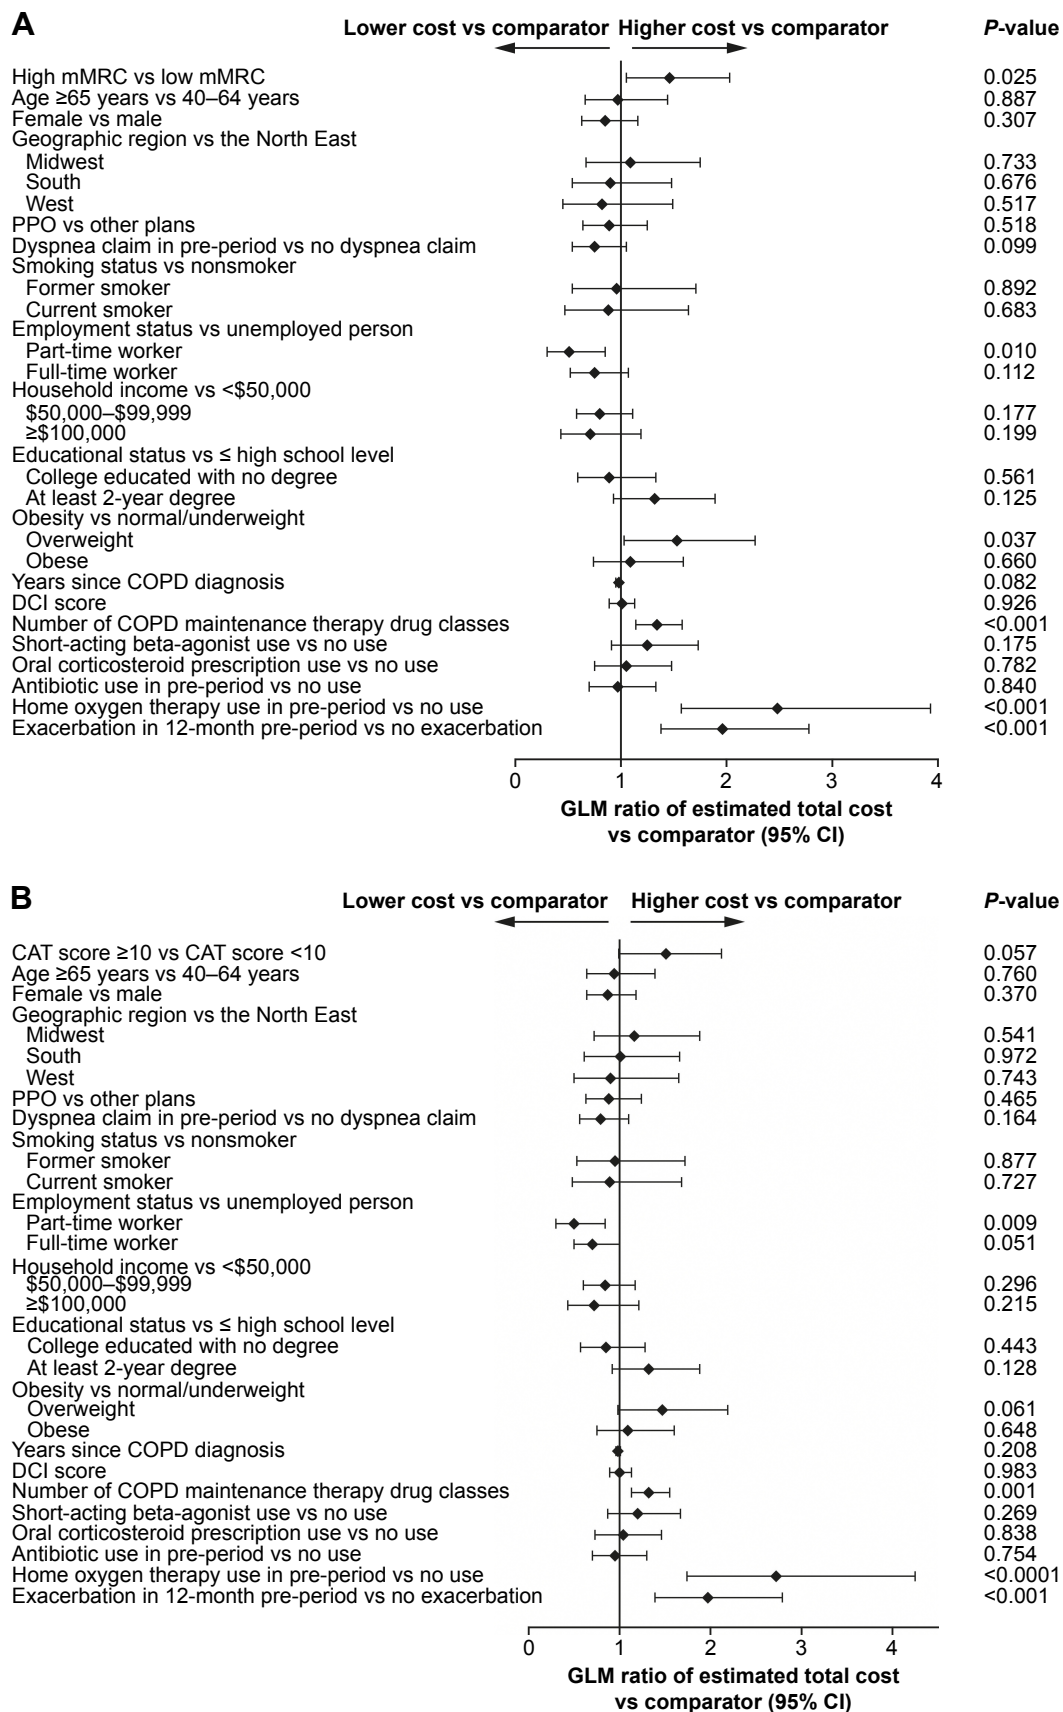 A
Lower cost vs comparator Higher cost vs comparator P-value
High mMRC vs low mMRC 0.025
Age ≥65 years vs 40–64 years 0.887
Female vs male 0.307
Geographic region vs the North East
Midwest 0.733
South 0.676
West 0.517
PPO vs other plans 0.518
Dyspnea claim in pre-period vs no dyspnea claim 0.099
Smoking status vs nonsmoker
Former smoker 0.892
Current smoker 0.683
Employment status vs unemployed person
Part-time worker 0.010
Full-time worker 0.112
Household income vs <$50,000
$50,000–$99,999 0.177
≥$100,000 0.199
Educational status vs ≤ high school level
College educated with no degree 0.561
At least 2-year degree 0.125
Obesity vs normal/underweight
Overweight 0.037
Obese 0.660
Years since COPD diagnosis 0.082
DCI score 0.926
Number of COPD maintenance therapy drug classes <0.001
Short-acting beta-agonist use vs no use 0.175
Oral corticosteroid prescription use vs no use 0.782
Antibiotic use in pre-period vs no use 0.840
Home oxygen therapy use in pre-period vs no use <0.001
Exacerbation in 12-month pre-period vs no exacerbation <0.001
0 1 2 3 4
GLM ratio of estimated total cost
vs comparator (95% CI)
B
Lower cost vs comparator Higher cost vs comparator P-value
CAT score ≥10 vs CAT score <10 0.057
Age ≥65 years vs 40–64 years 0.760
Female vs male 0.370
Geographic region vs the North East
Midwest 0.541
South 0.972
West 0.743
PPO vs other plans 0.465
Dyspnea claim in pre-period vs no dyspnea claim 0.164
Smoking status vs nonsmoker
Former smoker 0.877
Current smoker 0.727
Employment status vs unemployed person
Part-time worker 0.009
Full-time worker 0.051
Household income vs <$50,000
$50,000–$99,999 0.296
≥$100,000 0.215
Educational status vs ≤ high school level
College educated with no degree 0.443
At least 2-year degree 0.128
Obesity vs normal/underweight
Overweight 0.061
Obese 0.648
Years since COPD diagnosis 0.208
DCI score 0.983
Number of COPD maintenance therapy drug classes 0.001
Short-acting beta-agonist use vs no use 0.269
Oral corticosteroid prescription use vs no use 0.838
Antibiotic use in pre-period vs no use 0.754
Home oxygen therapy use in pre-period vs no use <0.0001
Exacerbation in 12-month pre-period vs no exacerbation <0.001
0 1 2 3 4
GLM ratio of estimated total cost
vs comparator (95% CI)